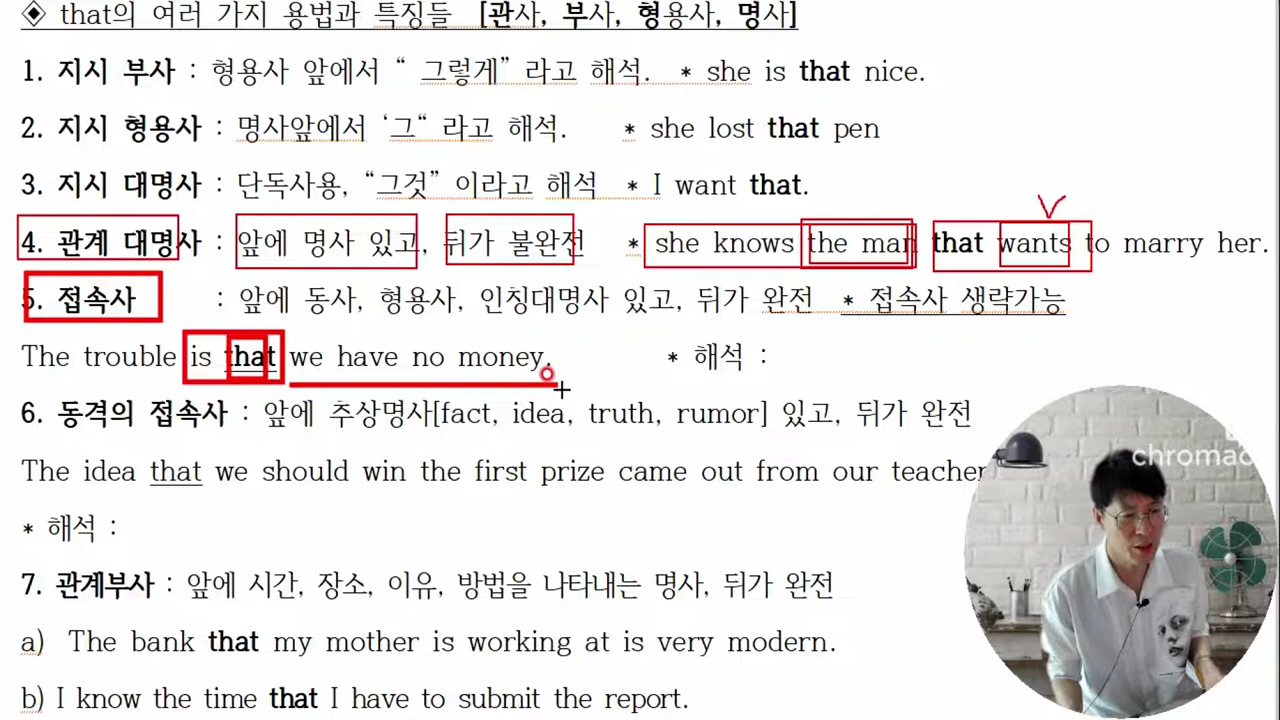 ◈ that의 여러 가지 용법과 특징들 [관사, 부사, 형용사, 명사]
1. 지시 부사 : 형용사 앞에서 “ 그렇게” 라고 해석. * she is that nice.
2. 지시 형용사 : 명사앞에서 ‘그“ 라고 해석. * she lost that pen
3. 지시 대명사 : 단독사용, “그것” 이라고 해석 * I want that.
4. 관계 대명사 : 앞에 명사 있고, 뒤가 불완전 * she knows the man that wants to marry her.
5. 접속사 : 앞에 동사, 형용사, 인칭대명사 있고, 뒤가 완전 * 접속사 생략가능
The trouble is that we have no money. * 해석 :
6. 동격의 접속사 : 앞에 추상명사[fact, idea, truth, rumor] 있고, 뒤가 완전
The idea that we should win the first prize came out from our teacher
* 해석 :
7. 관계부사 : 앞에 시간, 장소, 이유, 방법을 나타내는 명사, 뒤가 완전
a) The bank that my mother is working at is very modern.
b) I know the time that I have to submit the report.